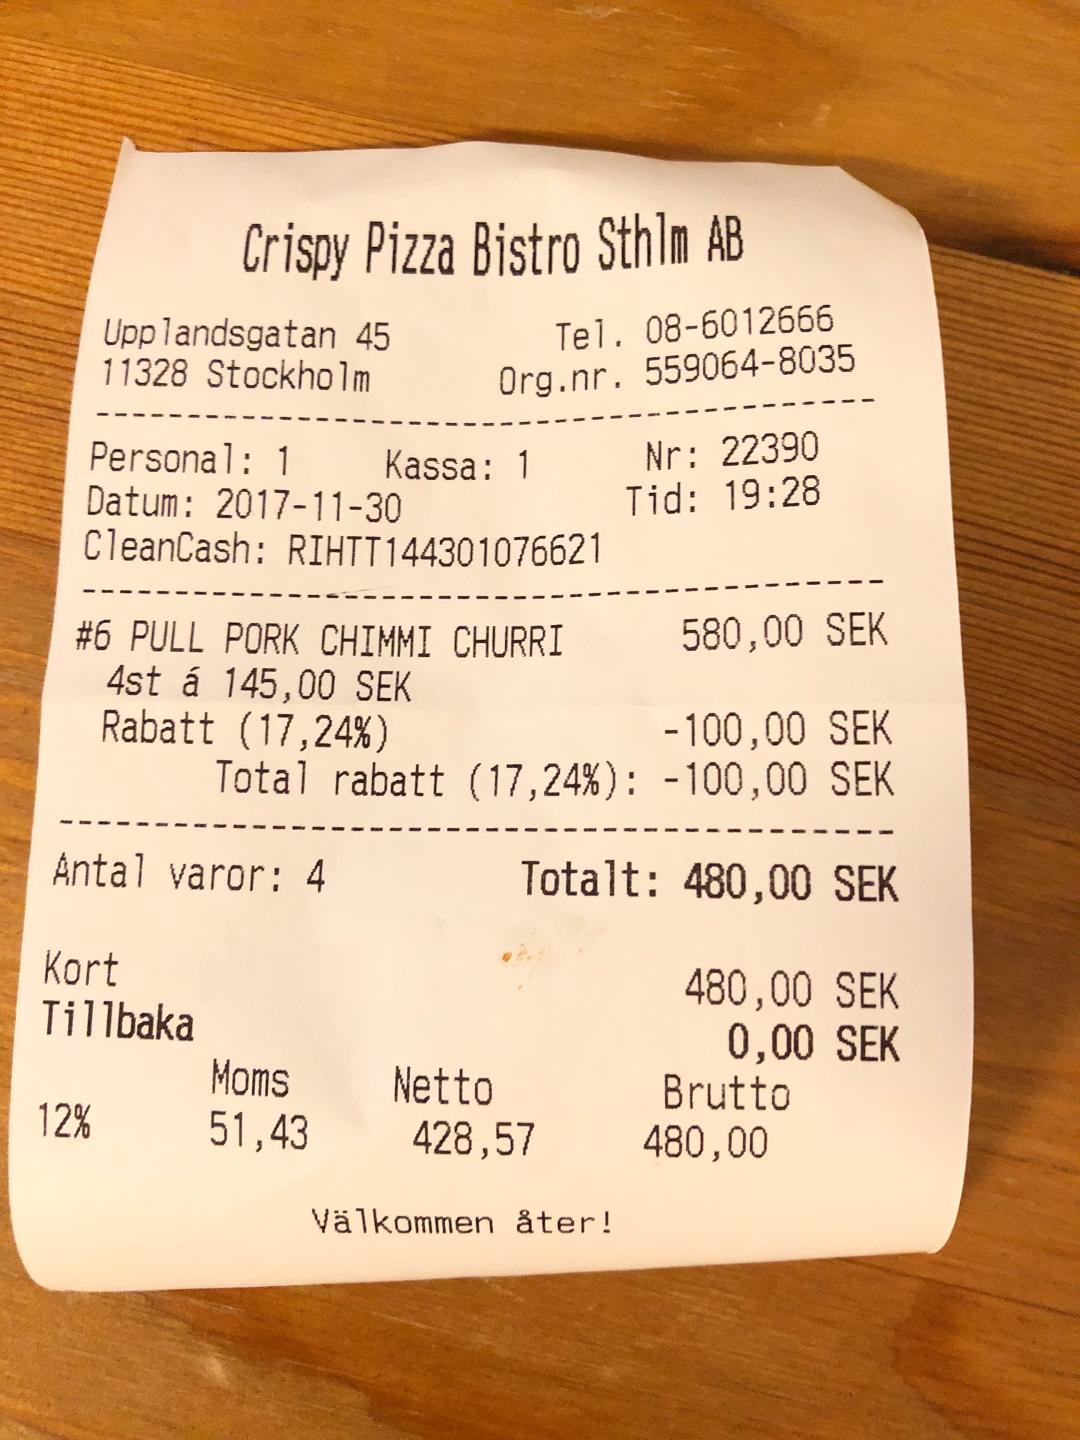 Crispy Pizza Bistro Sthlm AB
Upplandsgatan 45 Tel. 08-6012666
11328 Stockholm Org.nr. 559064-8035
Personal: 1 Kassa: 1 Nr: 22390
Datum: 2017-11-30 Tid: 19:28
CleanCash: RIHTT144301076621
#6 PULL PORK CHIMMI CHURRI 580,00 SEK
4st á 145,00 SEK
Rabatt (17,24%) -100,00 SEK
Total rabatt (17,24%): -100,00 SEK
Antal varor: 4 Totalt: 480,00 SEK
Kort 480,00 SEK
Tillbaka 0,00 SEK
Moms Netto Brutto
12% 51,43 428,57 480,00
Välkommen åter!